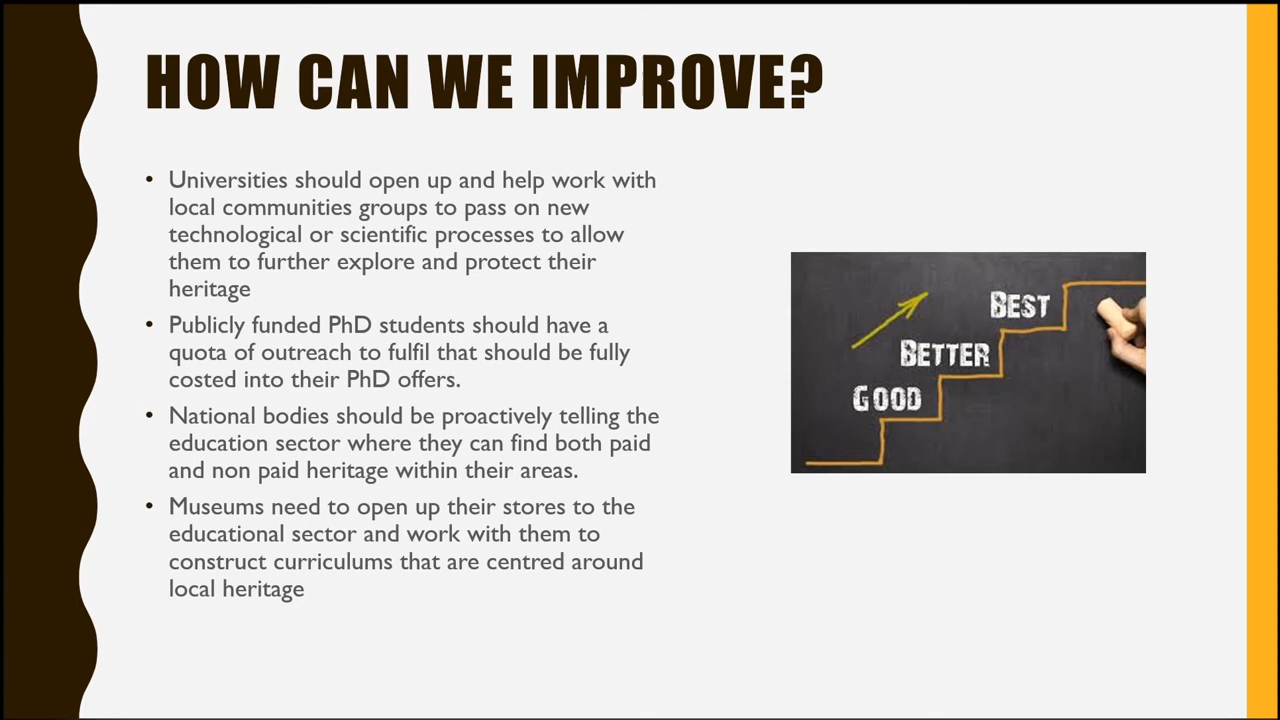 HOW CAN WE IMPROVE?
• Universities should open up and help work with
local communities groups to pass on new
technological or scientific processes to allow
them to further explore and protect their
heritage
• Publicly funded PhD students should have a
quota of outreach to fulfil that should be fully
costed into their PhD offers.
• National bodies should be proactively telling the
education sector where they can find both paid
and non paid heritage within their areas.
• Museums need to open up their stores to the
educational sector and work with them to
construct curriculums that are centred around
local heritage
BEST
BETTER
GOOD